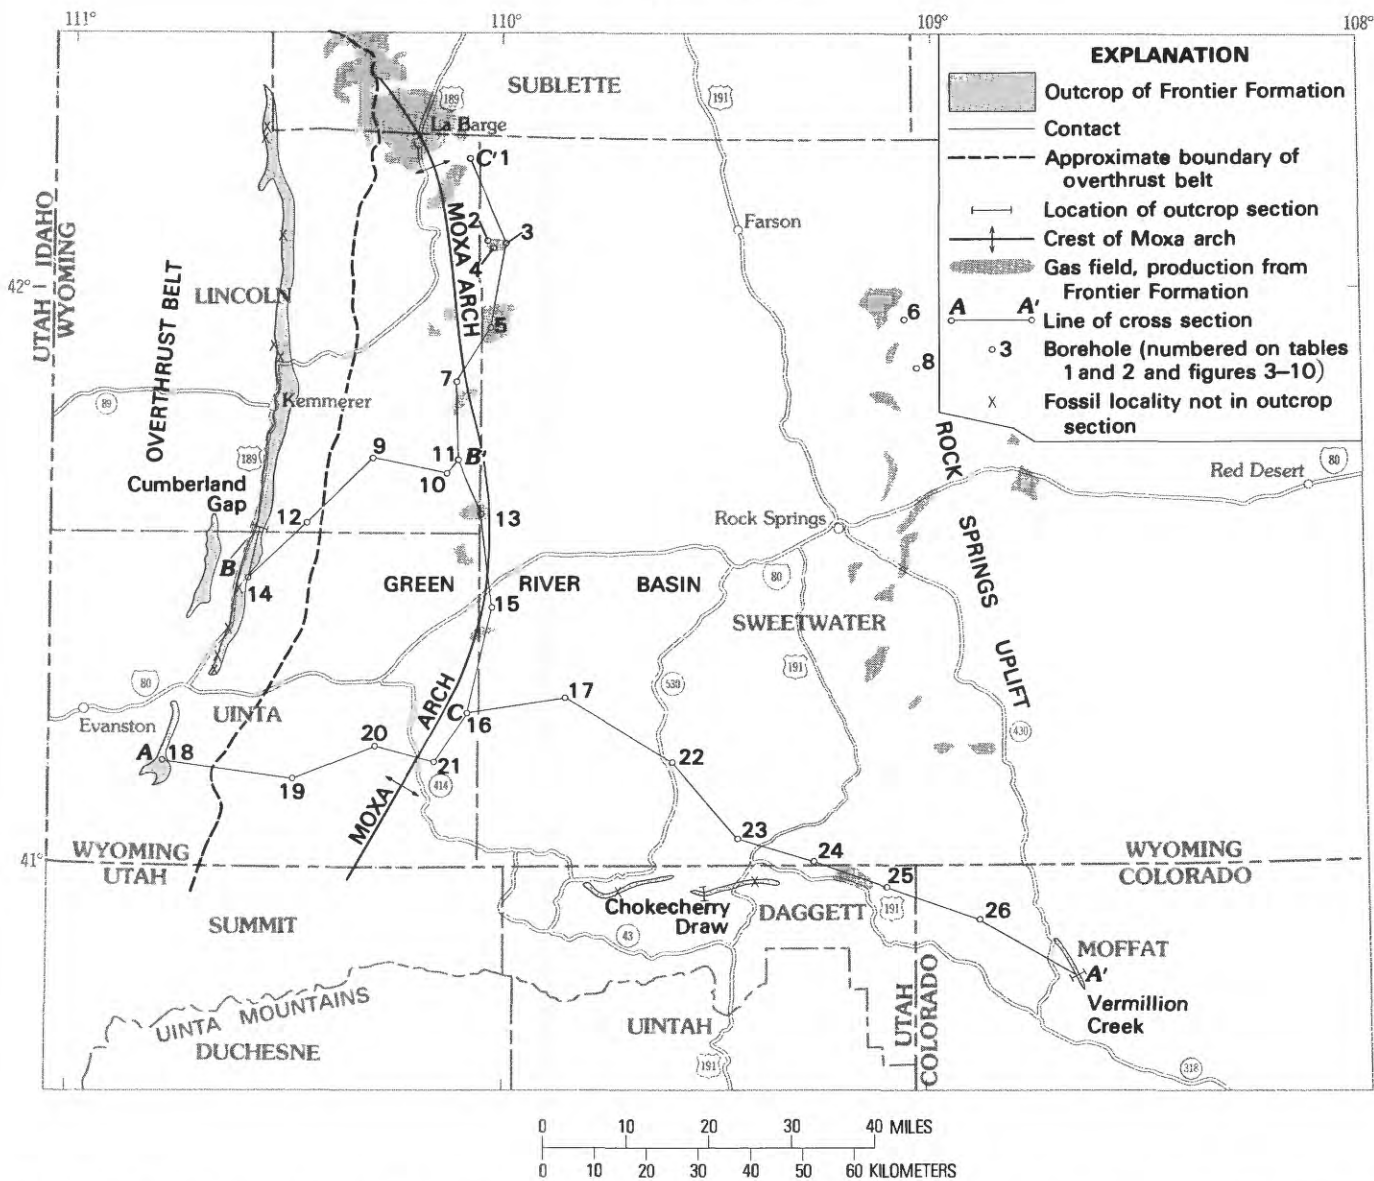 111°
110°
109°
108°
EXPLANATION
Outcrop of Frontier Formation
Contact
Approximate boundary of
overthrust belt
Location of outcrop section
Crest of Moxa arch
Gas field, production from
Frontier Formation
A A'
Line of cross section
3
Borehole (numbered on tables
1 and 2 and figures 3–10)
X
Fossil locality not in outcrop
section
SUBLETTE
189
191
La Barge
C' 1
2
3
4
MOXA ARCH
Farson
UTAH IDAHO
WYOMING
42°
LINCOLN
OVERTHRUST BELT
5
6
7
8
Kemmerer
89
189
ROCK
SPRINGS
UPLIFT
9
11 B'
10
Cumberland
Gap
12
13
Red Desert
80
Rock Springs
B
14
GREEN RIVER BASIN
80
15
SWEETWATER
191
530
80
UINTA
Evanston
ARCH
MOXA
C
16
17
430
A 18
20
19
21
414
22
23
24
41°
WYOMING
UTAH
WYOMING
COLORADO
25
191
26
SUMMIT
Chokecherry
Draw
DAGGETT
43
MOFFAT
A'
Vermillion
Creek
UINTA MOUNTAINS
DUCHESNE
UINTAH
191
UTAH
COLORADO
318
0 10 20 30 40 MILES
0 10 20 30 40 50 60 KILOMETERS